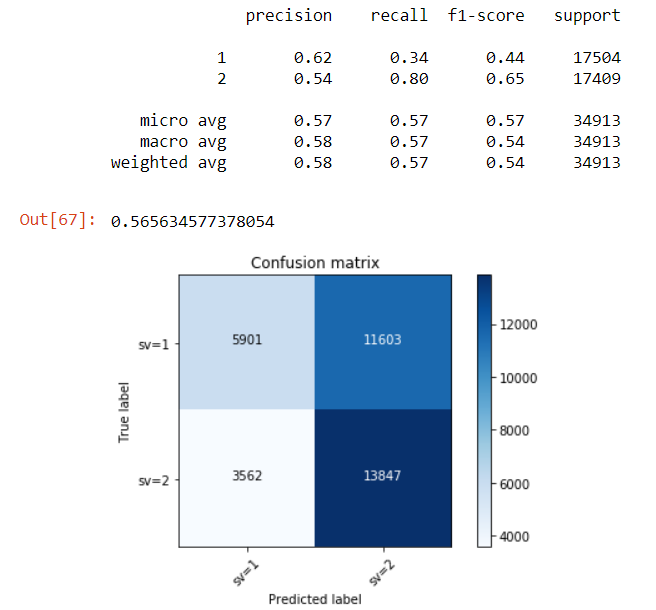 precision recall f1-score support
1 0.62 0.34 0.44 17504
2 0.54 0.80 0.65 17409
micro avg 0.57 0.57 0.57 34913
macro avg 0.58 0.57 0.54 34913
weighted avg 0.58 0.57 0.54 34913
Out[67]: 0.565634577378054
Confusion matrix
sv=1 5901 11603
sv=2 3562 13847
True label
sv=1 sv=2
Predicted label
12000
10000
8000
6000
4000